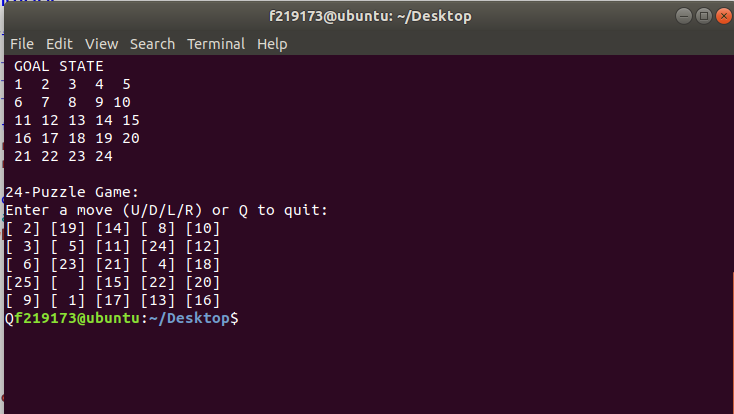 f219173@ubuntu: ~/Desktop
File Edit View Search Terminal Help
GOAL STATE
1 2 3 4 5
6 7 8 9 10
11 12 13 14 15
16 17 18 19 20
21 22 23 24
24-Puzzle Game:
Enter a move (U/D/L/R) or Q to quit:
[ 2] [19] [14] [ 8] [10]
[ 3] [ 5] [11] [24] [12]
[ 6] [23] [21] [ 4] [18]
[25] [  ] [15] [22] [20]
[ 9] [ 1] [17] [13] [16]
Qf219173@ubuntu:~/Desktop$